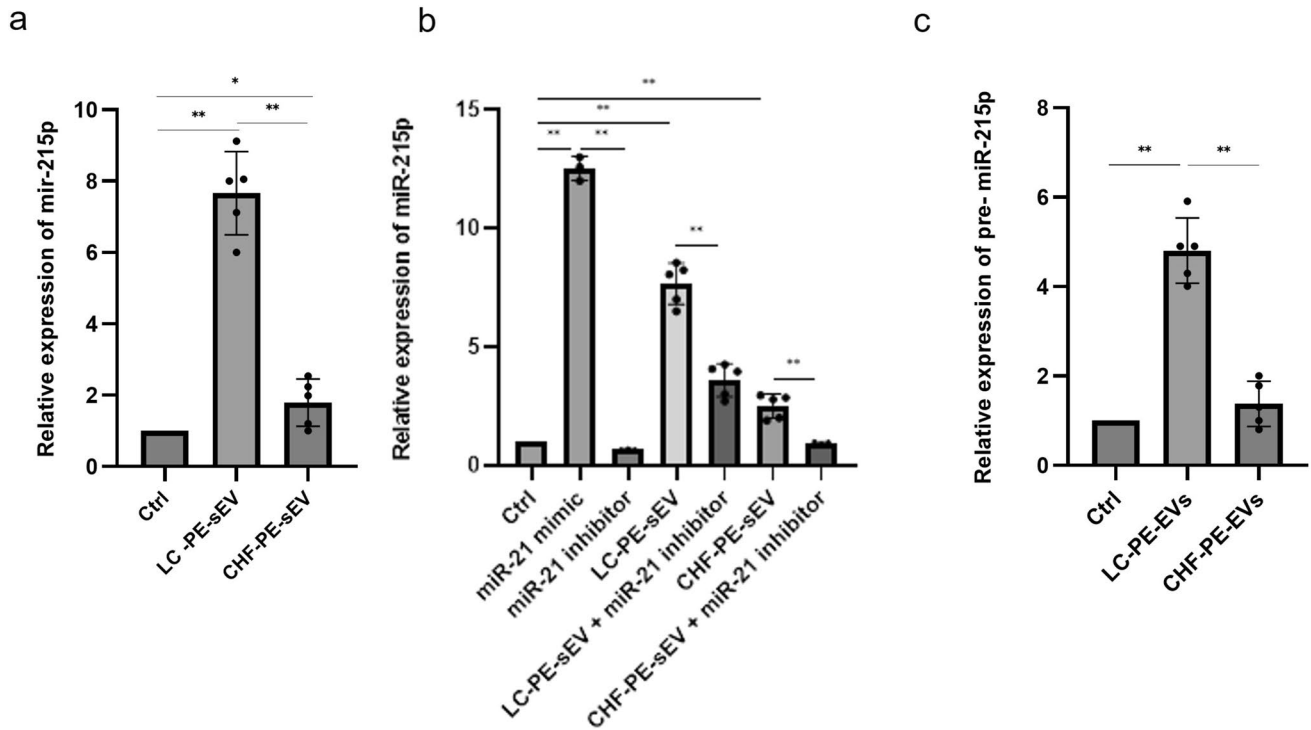 a
Relative expression of mir-215p
10
8
6
4
2
0
*
**
**
Ctrl
LC -PE-sEV
CHF-PE-sEV
b
Relative expression of miR-215p
15
10
5
0
**
**
**
**
**
**
Ctrl
miR-21 mimic
miR-21 inhibitor
LC-PE-sEV
LC-PE-sEV + miR-21 inhibitor
CHF-PE-sEV
CHF-PE-sEV + miR-21 inhibitor
c
Relative expression of pre- miR-215p
8
6
4
2
0
**
**
Ctrl
LC-PE-EVs
CHF-PE-EVs